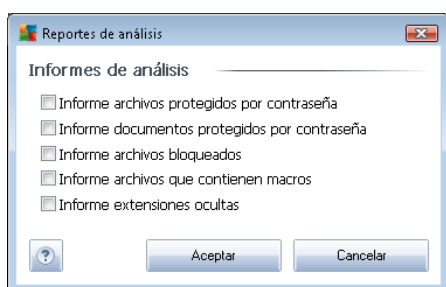 Reportes de análisis
Informes de análisis
Informe archivos protegidos por contraseña
Informe documentos protegidos por contraseña
Informe archivos bloqueados
Informe archivos que contienen macros
Informe extensiones ocultas
? Aceptar Cancelar